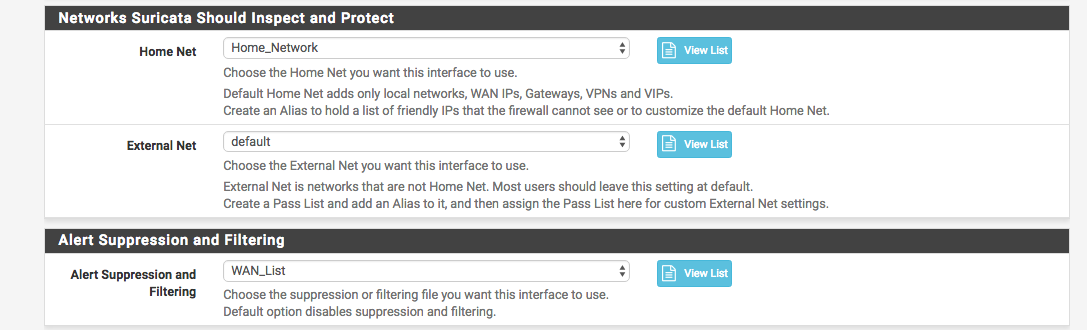 Networks Suricata Should Inspect and Protect
Home Net
Home_Network
View List
Choose the Home Net you want this interface to use.
Default Home Net adds only local networks, WAN IPs, Gateways, VPNs and VIPs.
Create an Alias to hold a list of friendly IPs that the firewall cannot see or to customize the default Home Net.
External Net
default
View List
Choose the External Net you want this interface to use.
External Net is networks that are not Home Net. Most users should leave this setting at default.
Create a Pass List and add an Alias to it, and then assign the Pass List here for custom External Net settings.
Alert Suppression and Filtering
Alert Suppression and
Filtering
WAN_List
View List
Choose the suppression or filtering file you want this interface to use.
Default option disables suppression and filtering.